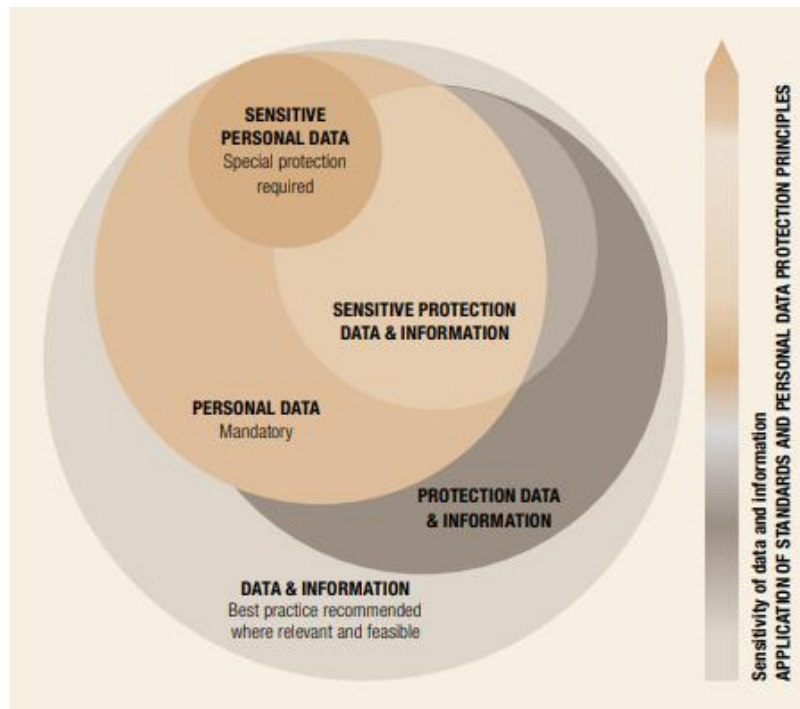 SENSITIVE
PERSONAL DATA
Special protection
required
SENSITIVE PROTECTION
DATA & INFORMATION
PERSONAL DATA
Mandatory
PROTECTION DATA
& INFORMATION
DATA & INFORMATION
Best practice recommended
where relevant and feasible
Sensitivity of data and information
APPLICATION OF STANDARDS AND PERSONAL DATA PROTECTION PRINCIPLES